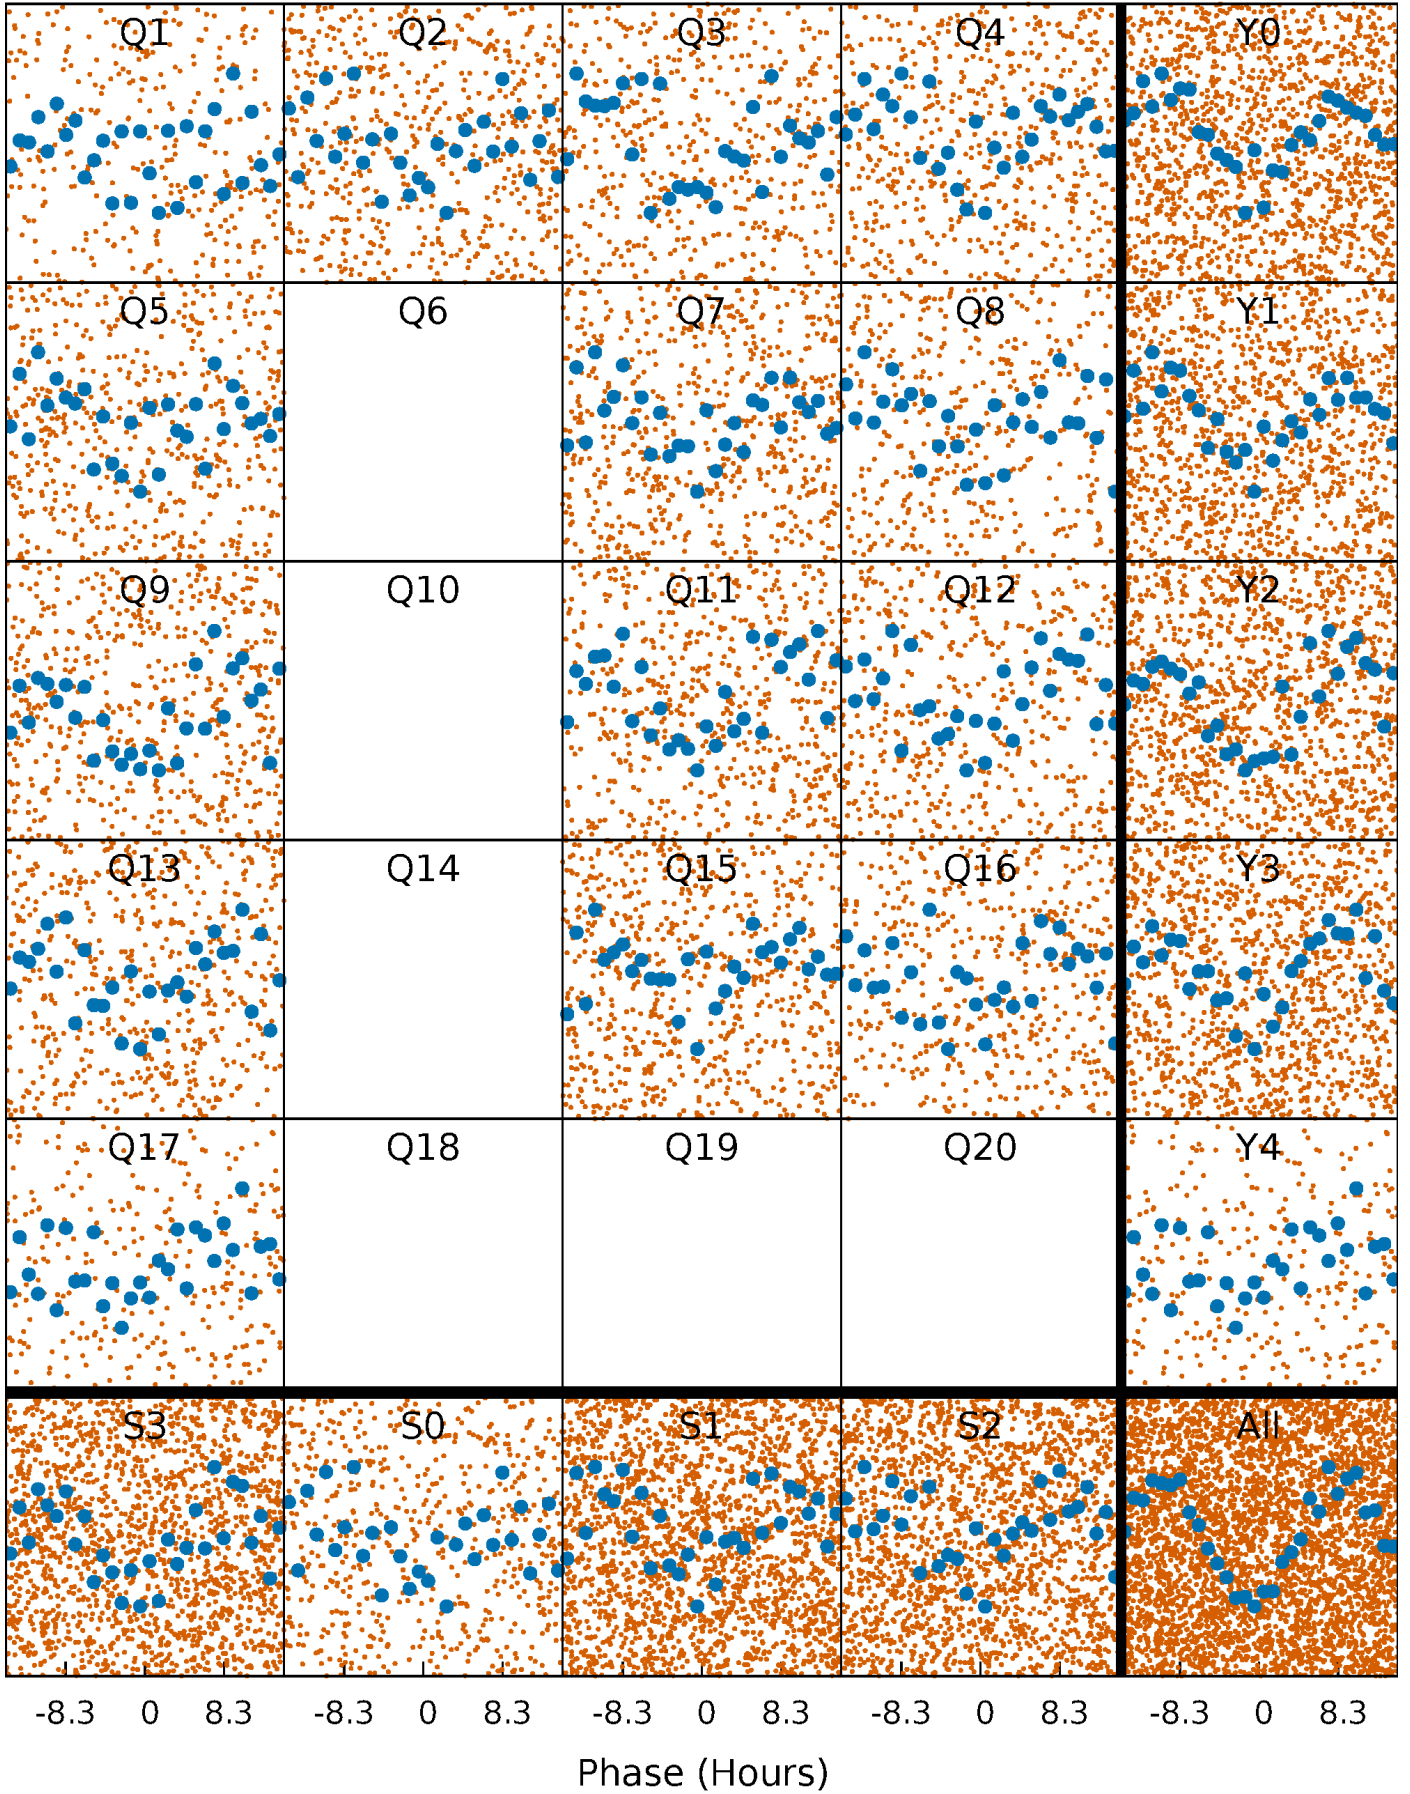 Q1 Q2 Q3 Q4 Y0
Q5 Q6 Q7 Q8 Y1
Q9 Q10 Q11 Q12 Y2
Q13 Q14 Q15 Q16 Y3
Q17 Q18 Q19 Q20 Y4
S3 S0 S1 S2 All
-8.3 0 8.3 -8.3 0 8.3 -8.3 0 8.3 -8.3 0 8.3 -8.3 0 8.3
Phase (Hours)